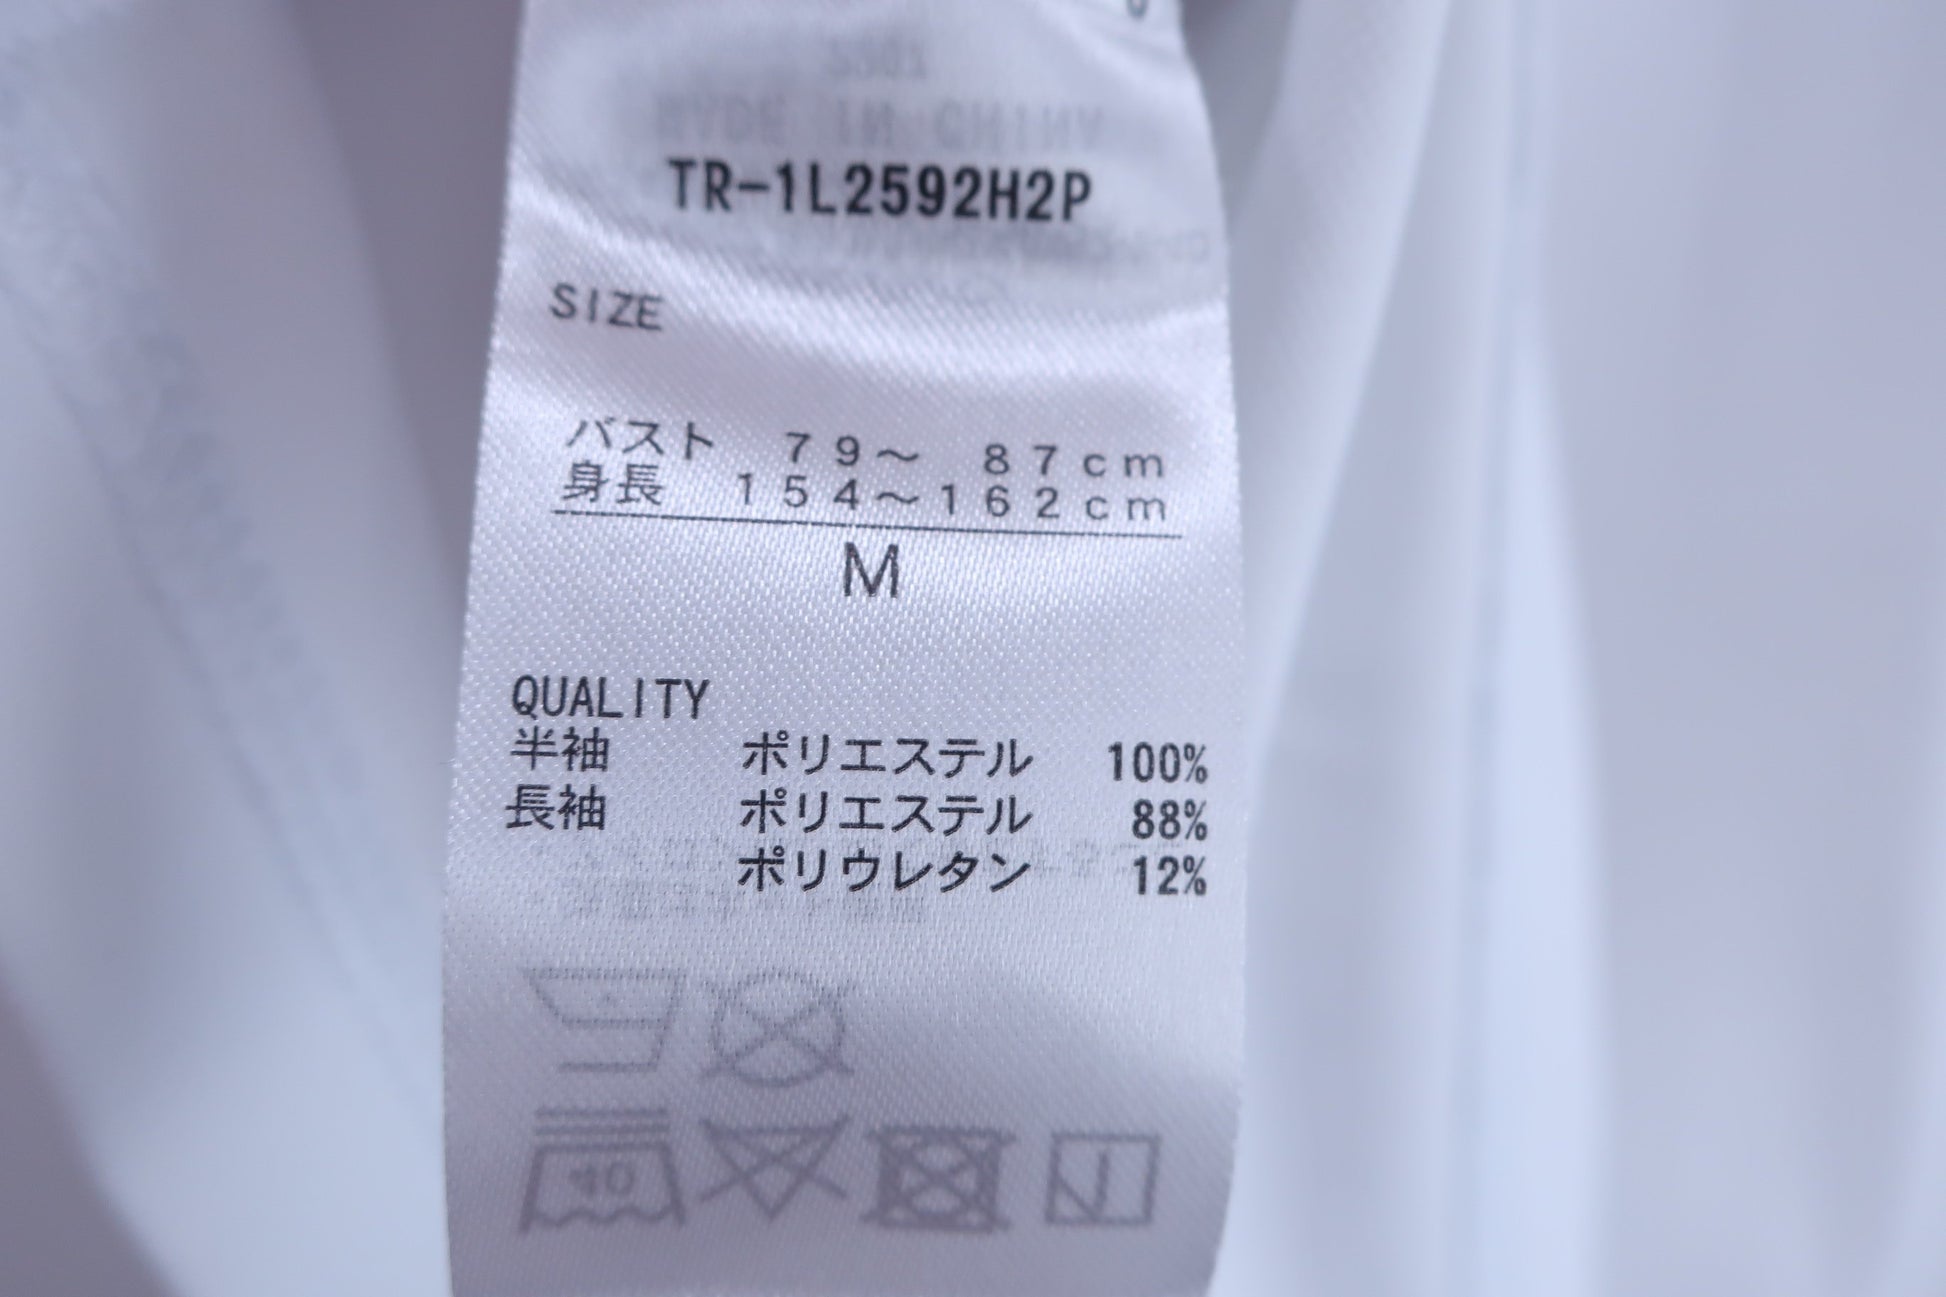 TR-1L2592H2P
SIZE
バスト 79～ 87cm
身長 154～162cm
M
QUALITY
半袖 ポリエステル 100%
長袖 ポリエステル 88%
ポリウレタン 12%
40